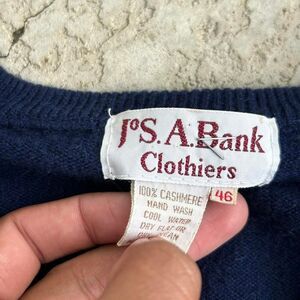 JoS.A.Bank
Clothiers
46
100% CASHMERE
HAND WASH
COOL WATER
DRY FLAT OR